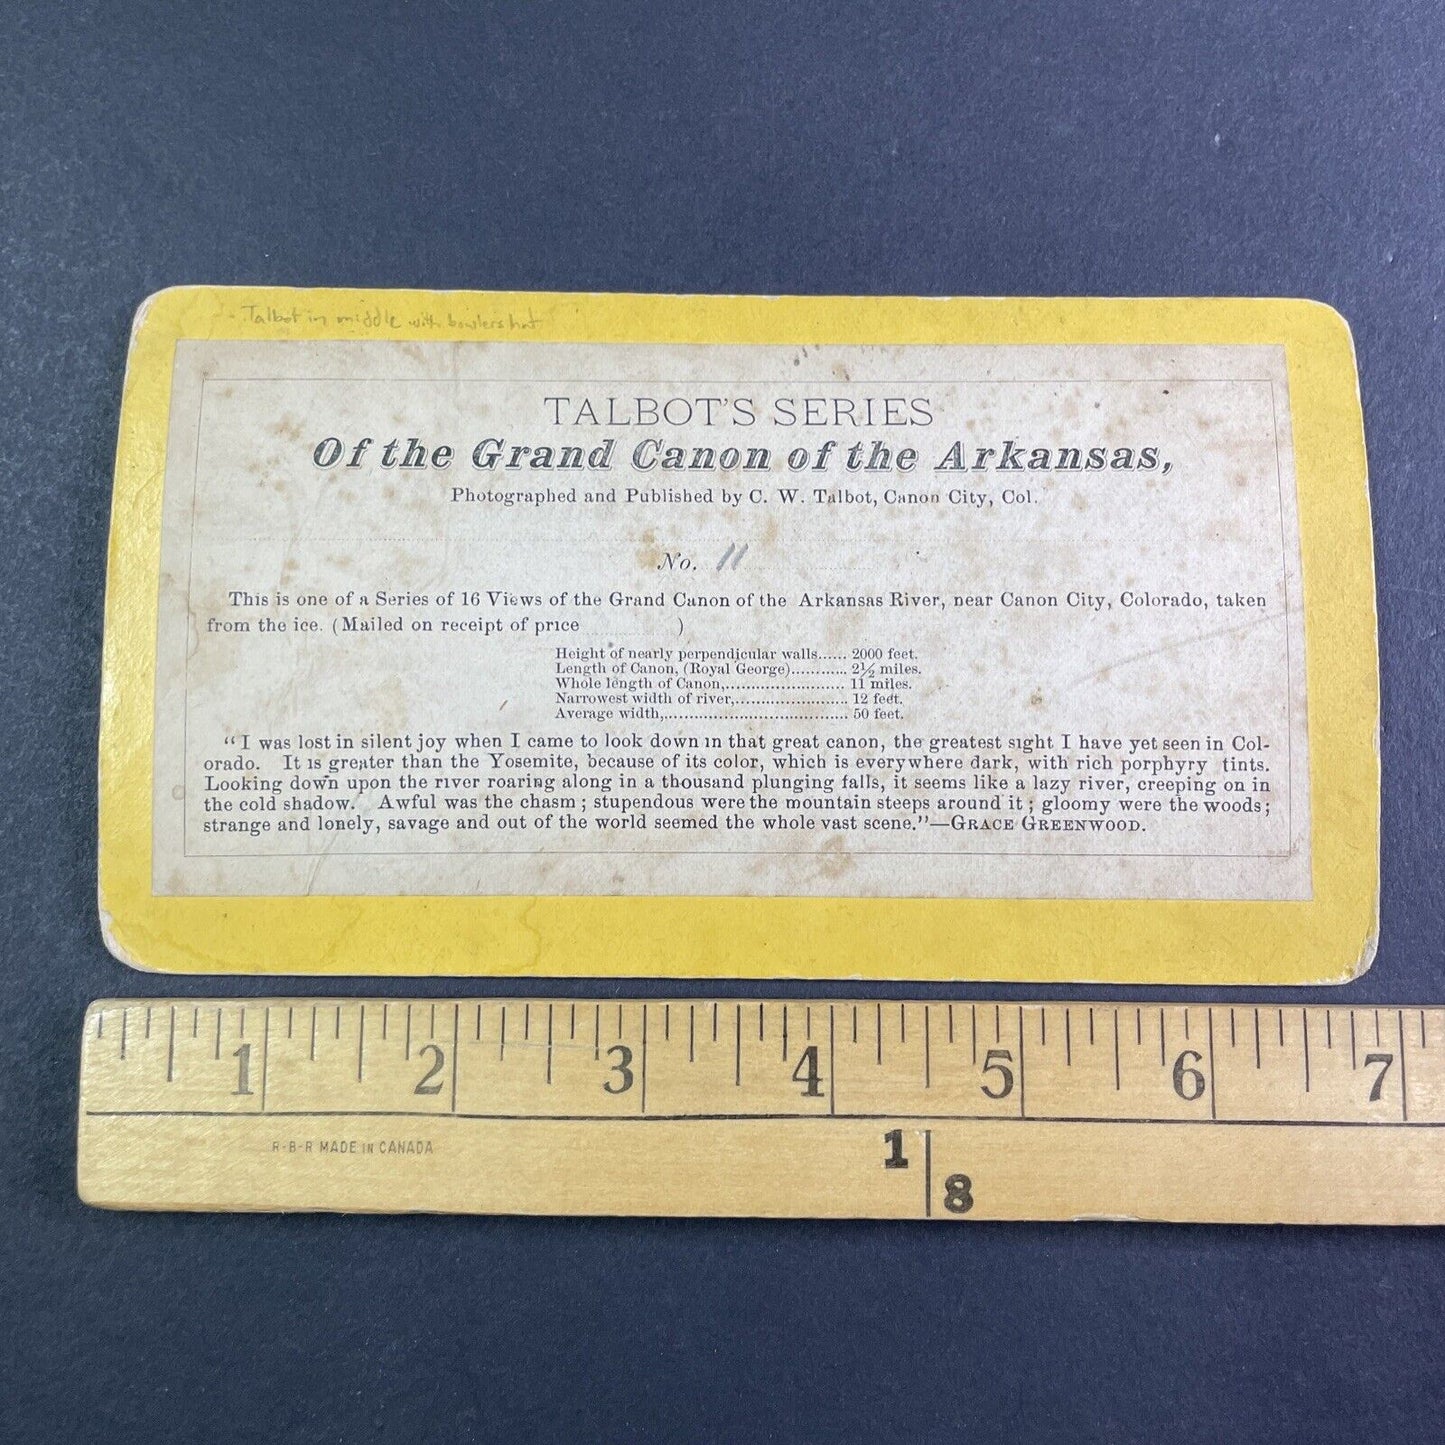 Talbot in middle with bowlers hat
TALBOT'S SERIES
Of the Grand Canon of the Arkansas,
Photographed and Published by C. W. Talbot, Canon City, Col.
No. 11
This is one of a Series of 16 Views of the Grand Canon of the Arkansas River, near Canon City, Colorado, taken
from the ice. (Mailed on receipt of price )
Height of nearly perpendicular walls...... 2000 feet.
Length of Canon, (Royal George)........... 2½ miles.
Whole length of Canon,....................... 11 miles.
Narrowest width of river,...................... 12 feet.
Average width,................................... 50 feet.
"I was lost in silent joy when I came to look down in that great canon, the greatest sight I have yet seen in Col-
orado. It is greater than the Yosemite, because of its color, which is everywhere dark, with rich porphyry tints.
Looking down upon the river roaring along in a thousand plunging falls, it seems like a lazy river, creeping on in
the cold shadow. Awful was the chasm; stupendous were the mountain steeps around it; gloomy were the woods;
strange and lonely, savage and out of the world seemed the whole vast scene."—GRACE GREENWOOD.
1 2 3 4 5 6 7
R-B-R MADE IN CANADA
1
8